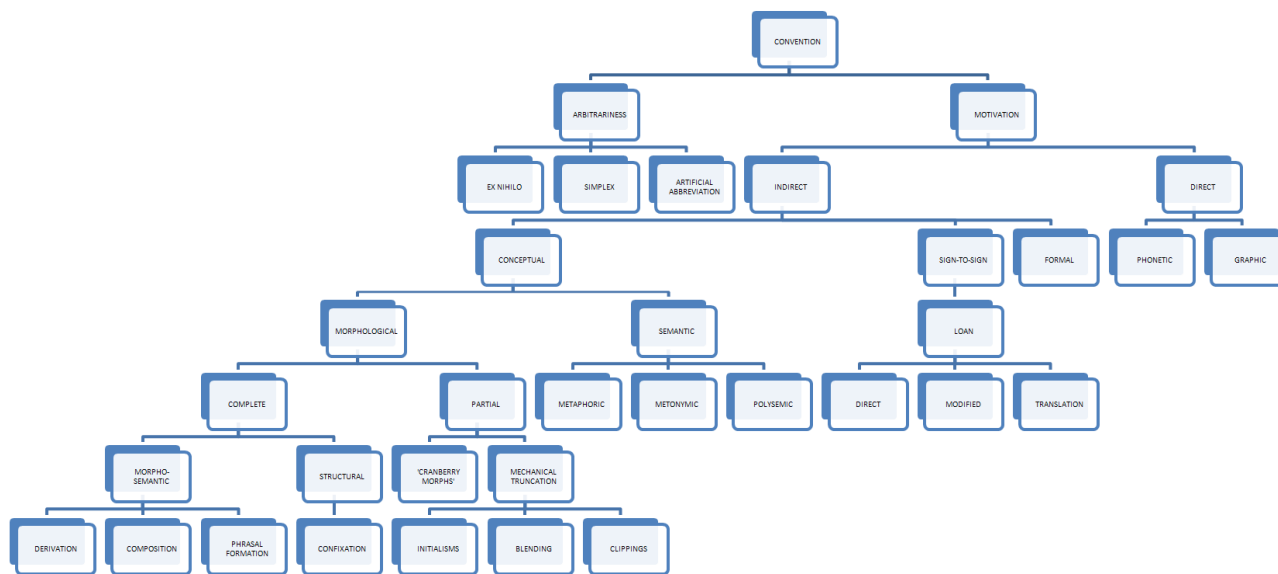 CONVENTION
ARBITRARINESS
MOTIVATION
EX NIHILO
SIMPLEX
ARTIFICIAL
ABBREVIATION
INDIRECT
DIRECT
CONCEPTUAL
SIGN-TO-SIGN
FORMAL
PHONETIC
GRAPHIC
MORPHOLOGICAL
SEMANTIC
LOAN
COMPLETE
PARTIAL
METAPHORIC
METONYMIC
POLYSEMIC
DIRECT
MODIFIED
TRANSLATION
MORPHO-
SEMANTIC
STRUCTURAL
'CRANBERRY
MORPHS'
MECHANICAL
TRUNCATION
DERIVATION
COMPOSITION
PHRASAL
FORMATION
CONFIXATION
INITIALISMS
BLENDING
CLIPPINGS